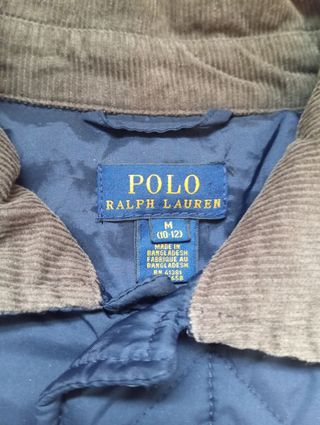 POLO
RALPH LAUREN
M
(10-12)
MADE IN
BANGLADESH
FABRIQUÉ AU
BANGLADESH
RN 41381